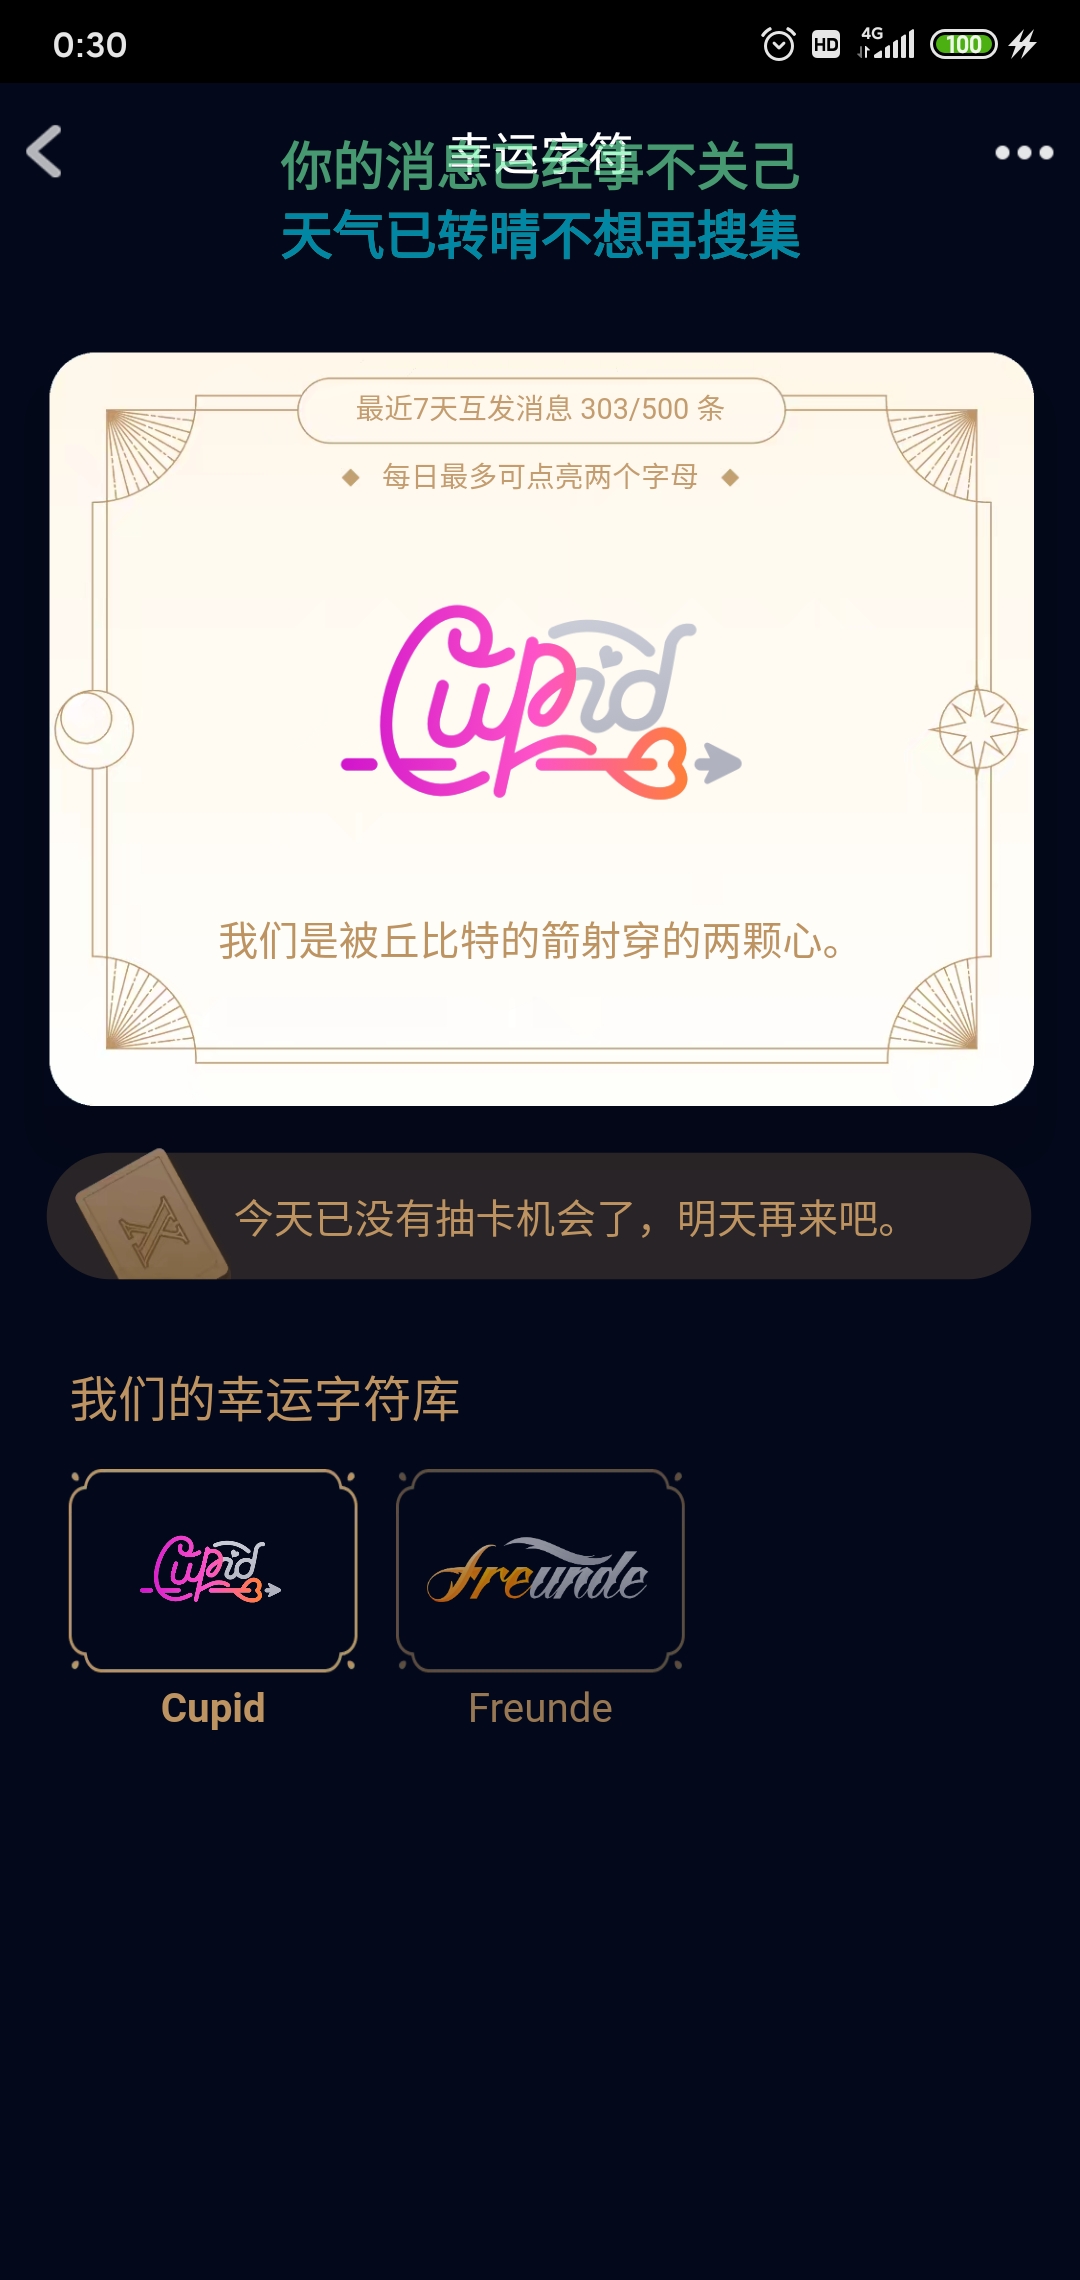 0:30
HD
4G
100
幸运字符
你的消息已经事不关己
天气已转晴不想再搜集
最近7天互发消息 303/500 条
每日最多可点亮两个字母
Cupid
我们是被丘比特的箭射穿的两颗心。
今天已没有抽卡机会了，明天再来吧。
我们的幸运字符库
Cupid
freunde
Cupid
Freunde